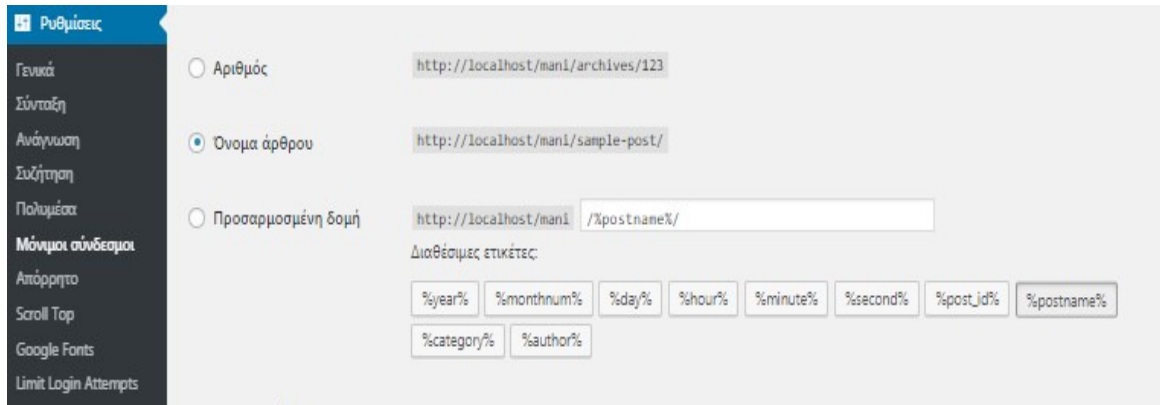 Ρυθμίσεις
Γενικά
Σύνταξη
Ανάγνωση
Συζήτηση
Πολυμέσα
Μόνιμοι σύνδεσμοι
Απόρρητο
Scroll Top
Google Fonts
Limit Login Attempts
Αριθμός http://localhost/mani/archives/123
Όνομα άρθρου http://localhost/mani/sample-post/
Προσαρμοσμένη δομή http://localhost/mani /%postname%/
Διαθέσιμες ετικέτες:
%year% %monthnum% %day% %hour% %minute% %second% %post_id% %postname%
%category% %author%